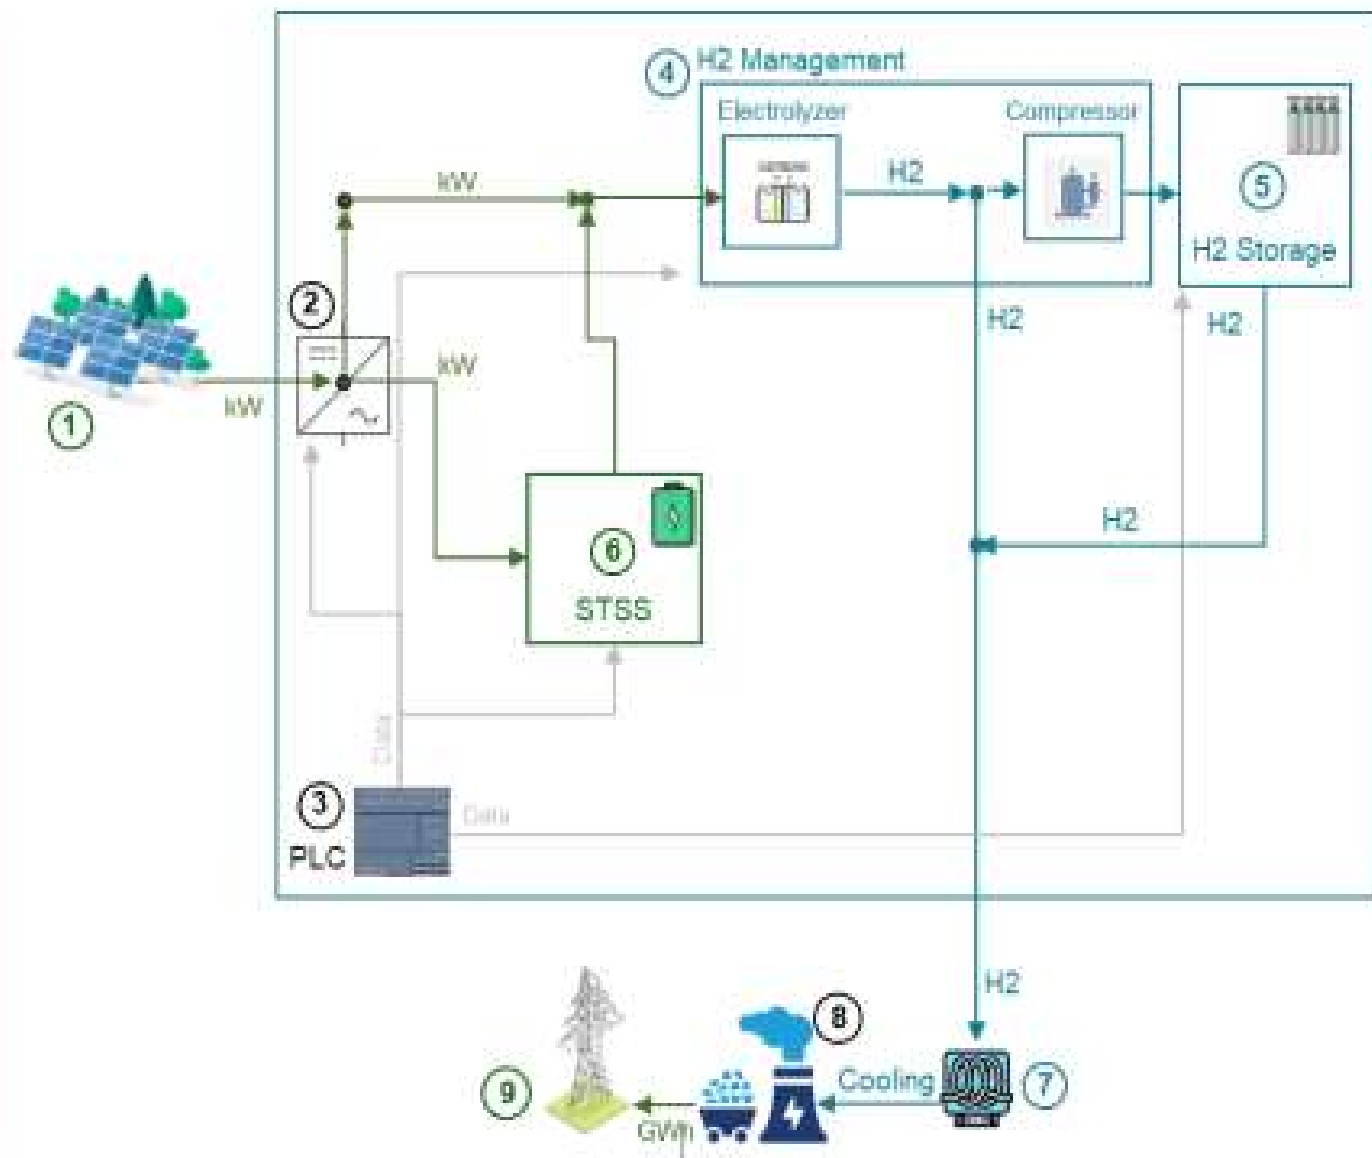 4 H2 Management
Electrolyzer
Compressor
kW
H2
5
H2 Storage
2
H2
H2
kW
kW
1
H2
6
STSS
Data
3
Data
PLC
H2
8
9
Cooling
7
GWh